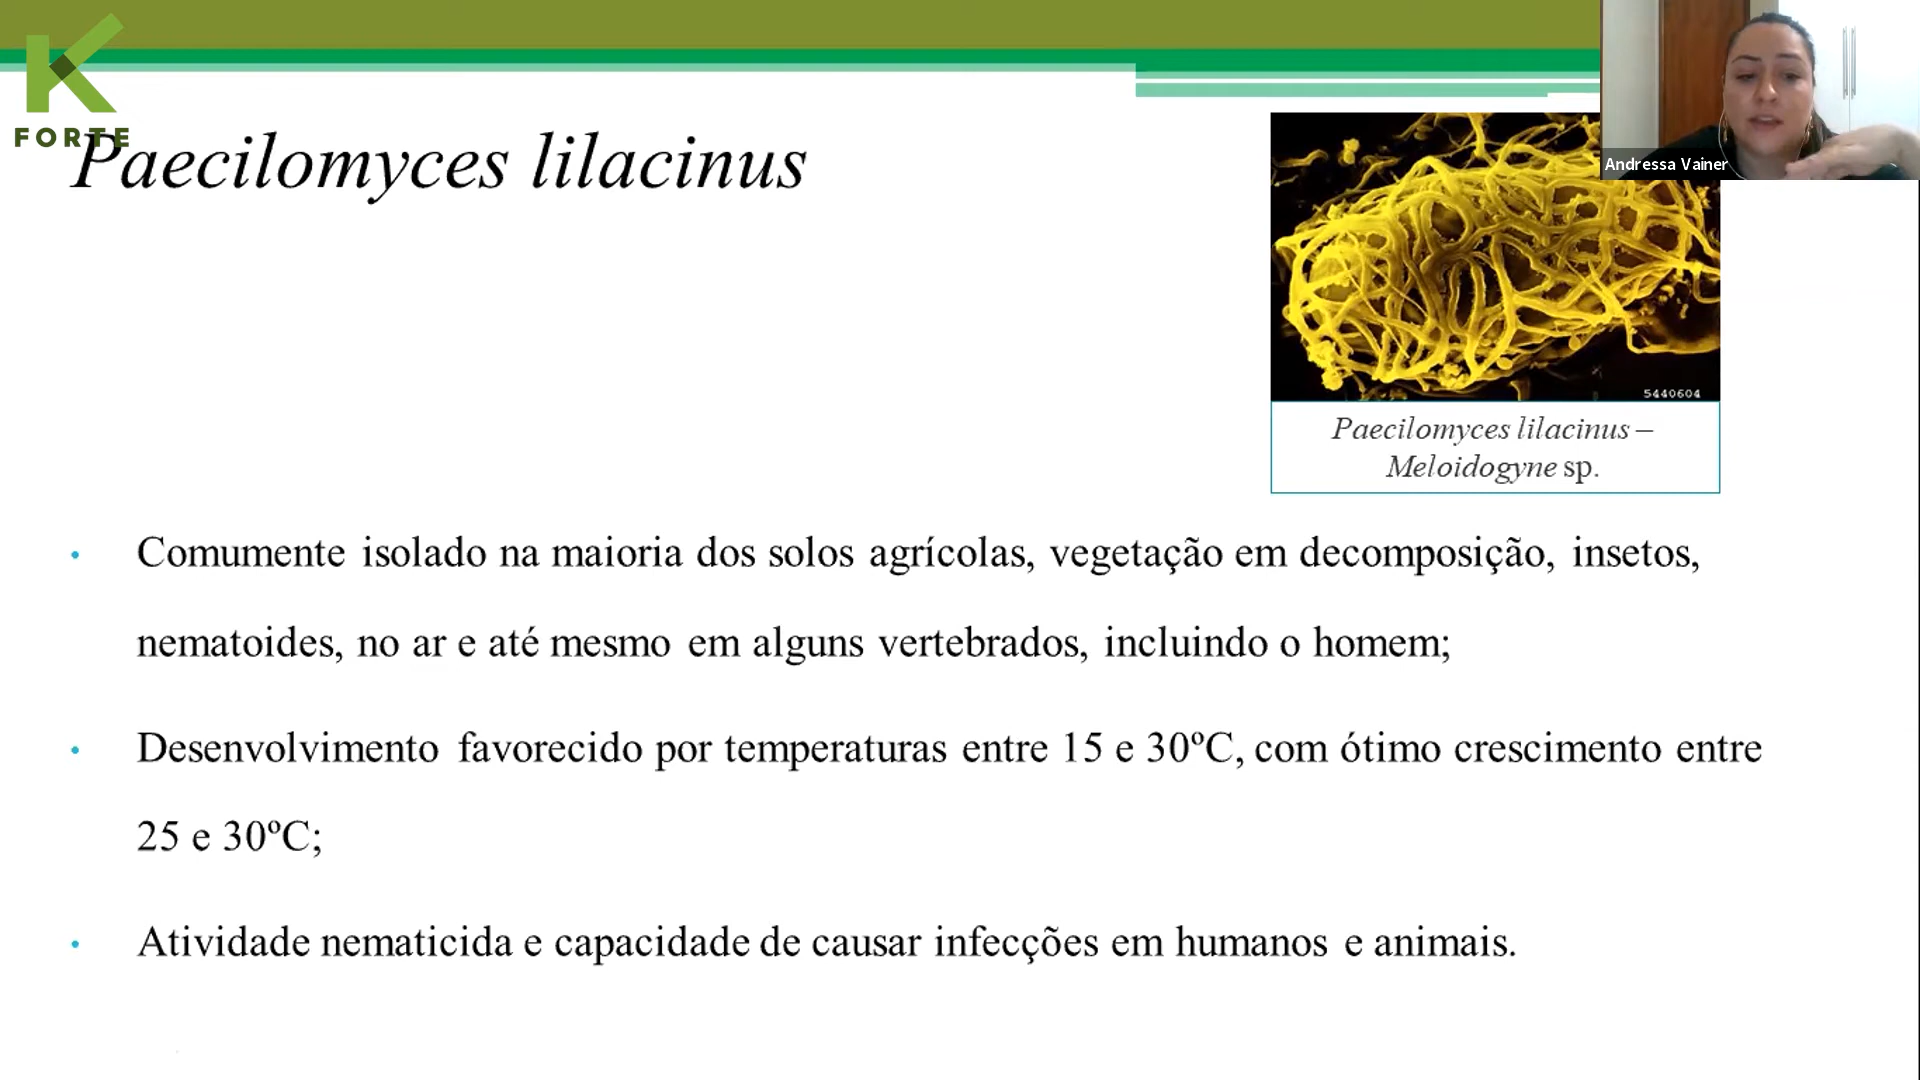 FORTE
Paecilomyces lilacinus
Andressa Vainer
5440604
Paecilomyces lilacinus –
Meloidogyne sp.
• Comumente isolado na maioria dos solos agrícolas, vegetação em decomposição, insetos,
nematoides, no ar e até mesmo em alguns vertebrados, incluindo o homem;
• Desenvolvimento favorecido por temperaturas entre 15 e 30ºC, com ótimo crescimento entre
25 e 30ºC;
• Atividade nematicida e capacidade de causar infecções em humanos e animais.